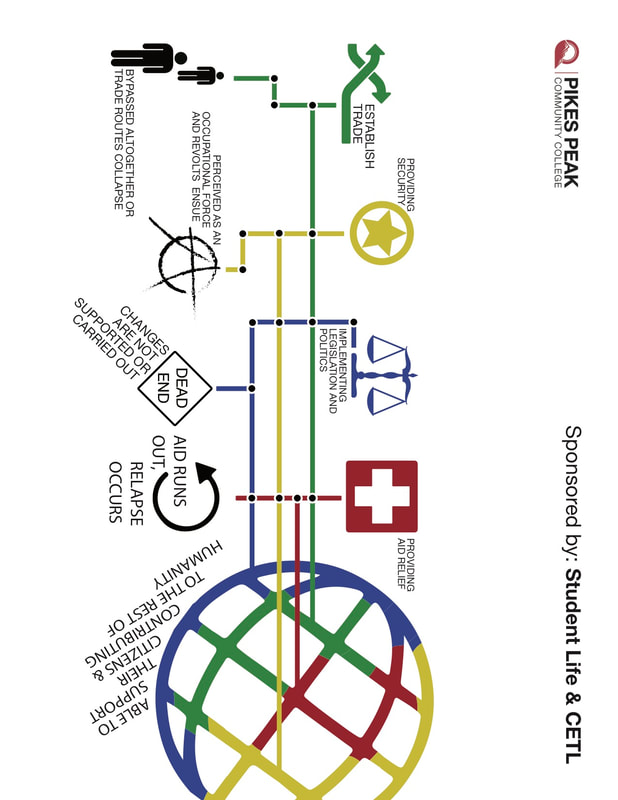 PIKES PEAK
COMMUNITY COLLEGE
Sponsored by: Student Life & CETL
ESTABLISH
TRADE
PROVIDING
SECURITY
IMPLEMENTING
LEGISLATION AND
POLITICS
PROVIDING
AID RELIEF
BYPASSED ALTOGETHER OR
TRADE ROUTES COLLAPSE
PERCEIVED AS AN
OCCUPATIONAL FORCE
AND REVOLTS ENSUE
CHANGES
ARE NOT
SUPPORTED OR
CARRIED OUT
DEAD
END
AID RUNS
OUT,
RELAPSE
OCCURS
ABLE TO
SUPPORT
THEIR
CITIZENS &
CONTRIBUTING
TO THE REST OF
HUMANITY